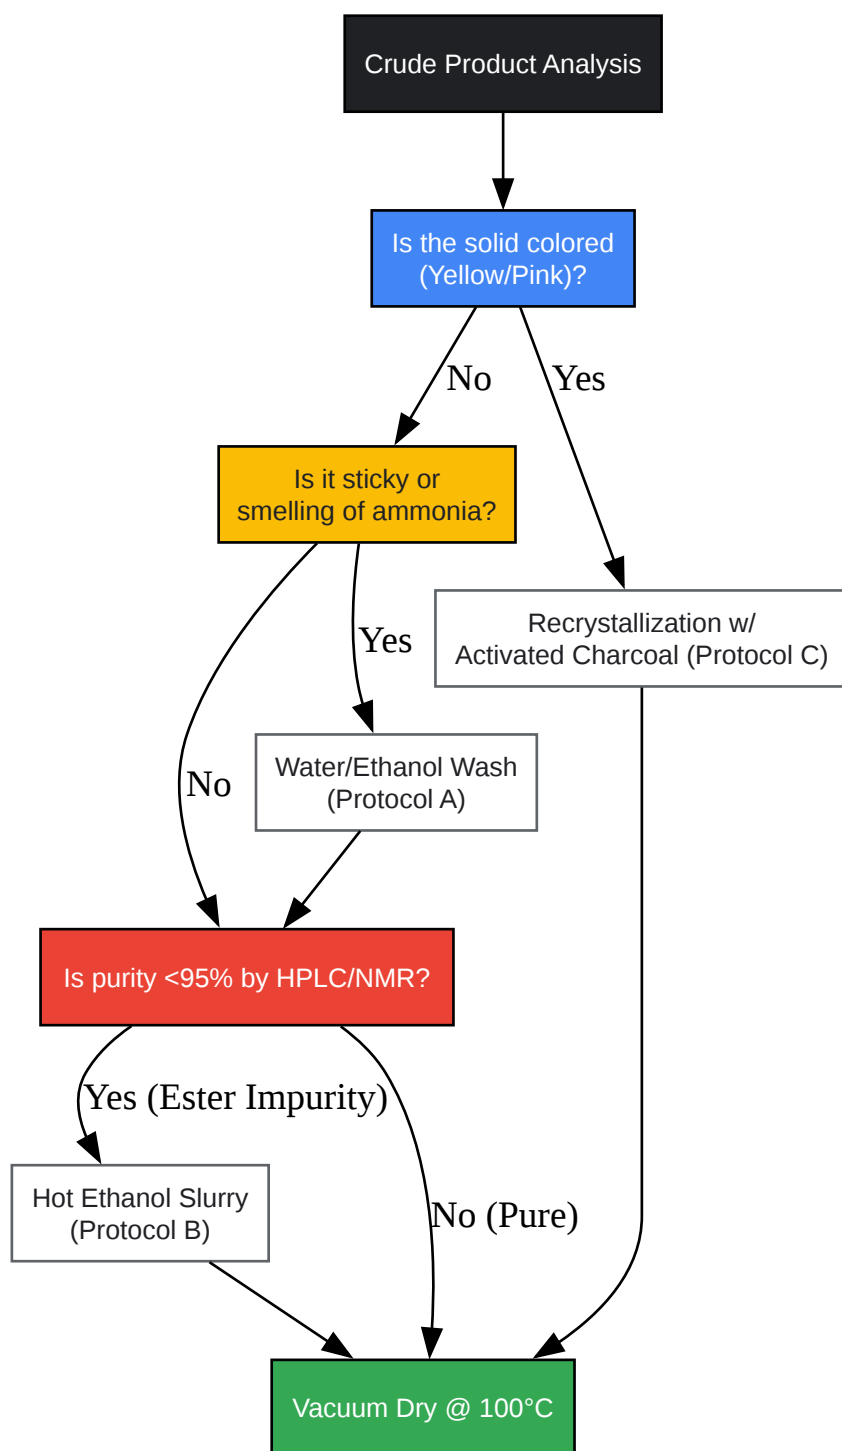 Crude Product Analysis
Is the solid colored
(Yellow/Pink)?
No
Yes
Is it sticky or
smelling of ammonia?
Recrystallization w/
Activated Charcoal (Protocol C)
Yes
Water/Ethanol Wash
(Protocol A)
No
Is purity <95% by HPLC/NMR?
Yes (Ester Impurity)
Hot Ethanol Slurry
(Protocol B)
No (Pure)
Vacuum Dry @ 100°C